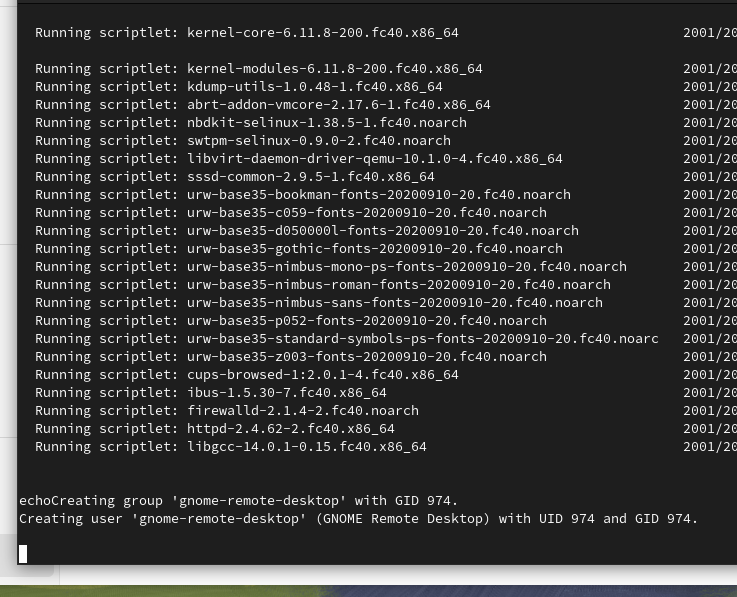 Running scriptlet: kernel-core-6.11.8-200.fc40.x86_64 2001/20
Running scriptlet: kernel-modules-6.11.8-200.fc40.x86_64 2001/20
Running scriptlet: kdump-utils-1.0.48-1.fc40.x86_64 2001/20
Running scriptlet: abrt-addon-vmcore-2.17.6-1.fc40.x86_64 2001/20
Running scriptlet: nbdkit-selinux-1.38.5-1.fc40.noarch 2001/20
Running scriptlet: swtpm-selinux-0.9.0-2.fc40.noarch 2001/20
Running scriptlet: libvirt-daemon-driver-qemu-10.1.0-4.fc40.x86_64 2001/20
Running scriptlet: sssd-common-2.9.5-1.fc40.x86_64 2001/20
Running scriptlet: urw-base35-bookman-fonts-20200910-20.fc40.noarch 2001/20
Running scriptlet: urw-base35-c059-fonts-20200910-20.fc40.noarch 2001/20
Running scriptlet: urw-base35-d050000l-fonts-20200910-20.fc40.noarch 2001/20
Running scriptlet: urw-base35-gothic-fonts-20200910-20.fc40.noarch 2001/20
Running scriptlet: urw-base35-nimbus-mono-ps-fonts-20200910-20.fc40.noarch 2001/20
Running scriptlet: urw-base35-nimbus-roman-fonts-20200910-20.fc40.noarch 2001/20
Running scriptlet: urw-base35-nimbus-sans-fonts-20200910-20.fc40.noarch 2001/20
Running scriptlet: urw-base35-p052-fonts-20200910-20.fc40.noarch 2001/20
Running scriptlet: urw-base35-standard-symbols-ps-fonts-20200910-20.fc40.noarc 2001/20
Running scriptlet: urw-base35-z003-fonts-20200910-20.fc40.noarch 2001/20
Running scriptlet: cups-browsed-1:2.0.1-4.fc40.x86_64 2001/20
Running scriptlet: ibus-1.5.30-7.fc40.x86_64 2001/20
Running scriptlet: firewalld-2.1.4-2.fc40.noarch 2001/20
Running scriptlet: httpd-2.4.62-2.fc40.x86_64 2001/20
Running scriptlet: libgcc-14.0.1-0.15.fc40.x86_64 2001/20
echoCreating group 'gnome-remote-desktop' with GID 974.
Creating user 'gnome-remote-desktop' (GNOME Remote Desktop) with UID 974 and GID 974.